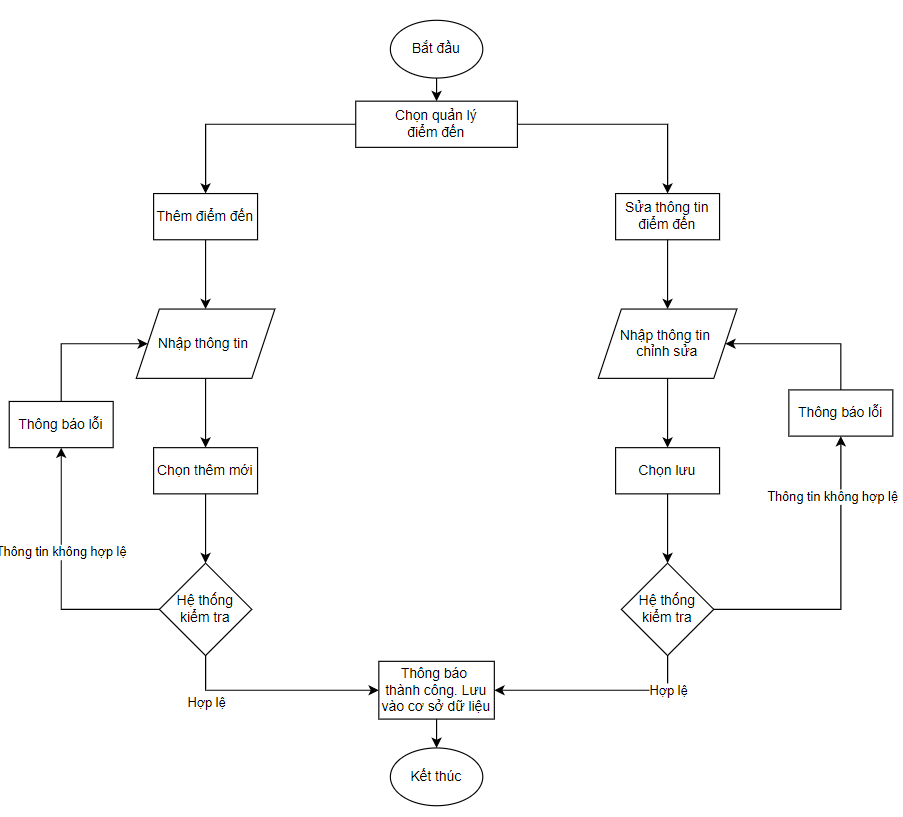 Bắt đầu
Chọn quản lý
điểm đến
Thêm điểm đến
Sửa thông tin
điểm đến
Nhập thông tin
Nhập thông tin
chỉnh sửa
Thông báo lỗi
Thông báo lỗi
Chọn thêm mới
Chọn lưu
Thông tin không hợp lệ
Thông tin không hợp lệ
Hệ thống
kiểm tra
Hệ thống
kiểm tra
Hợp lệ
Thông báo
thành công. Lưu
vào cơ sở dữ liệu
Hợp lệ
Kết thúc